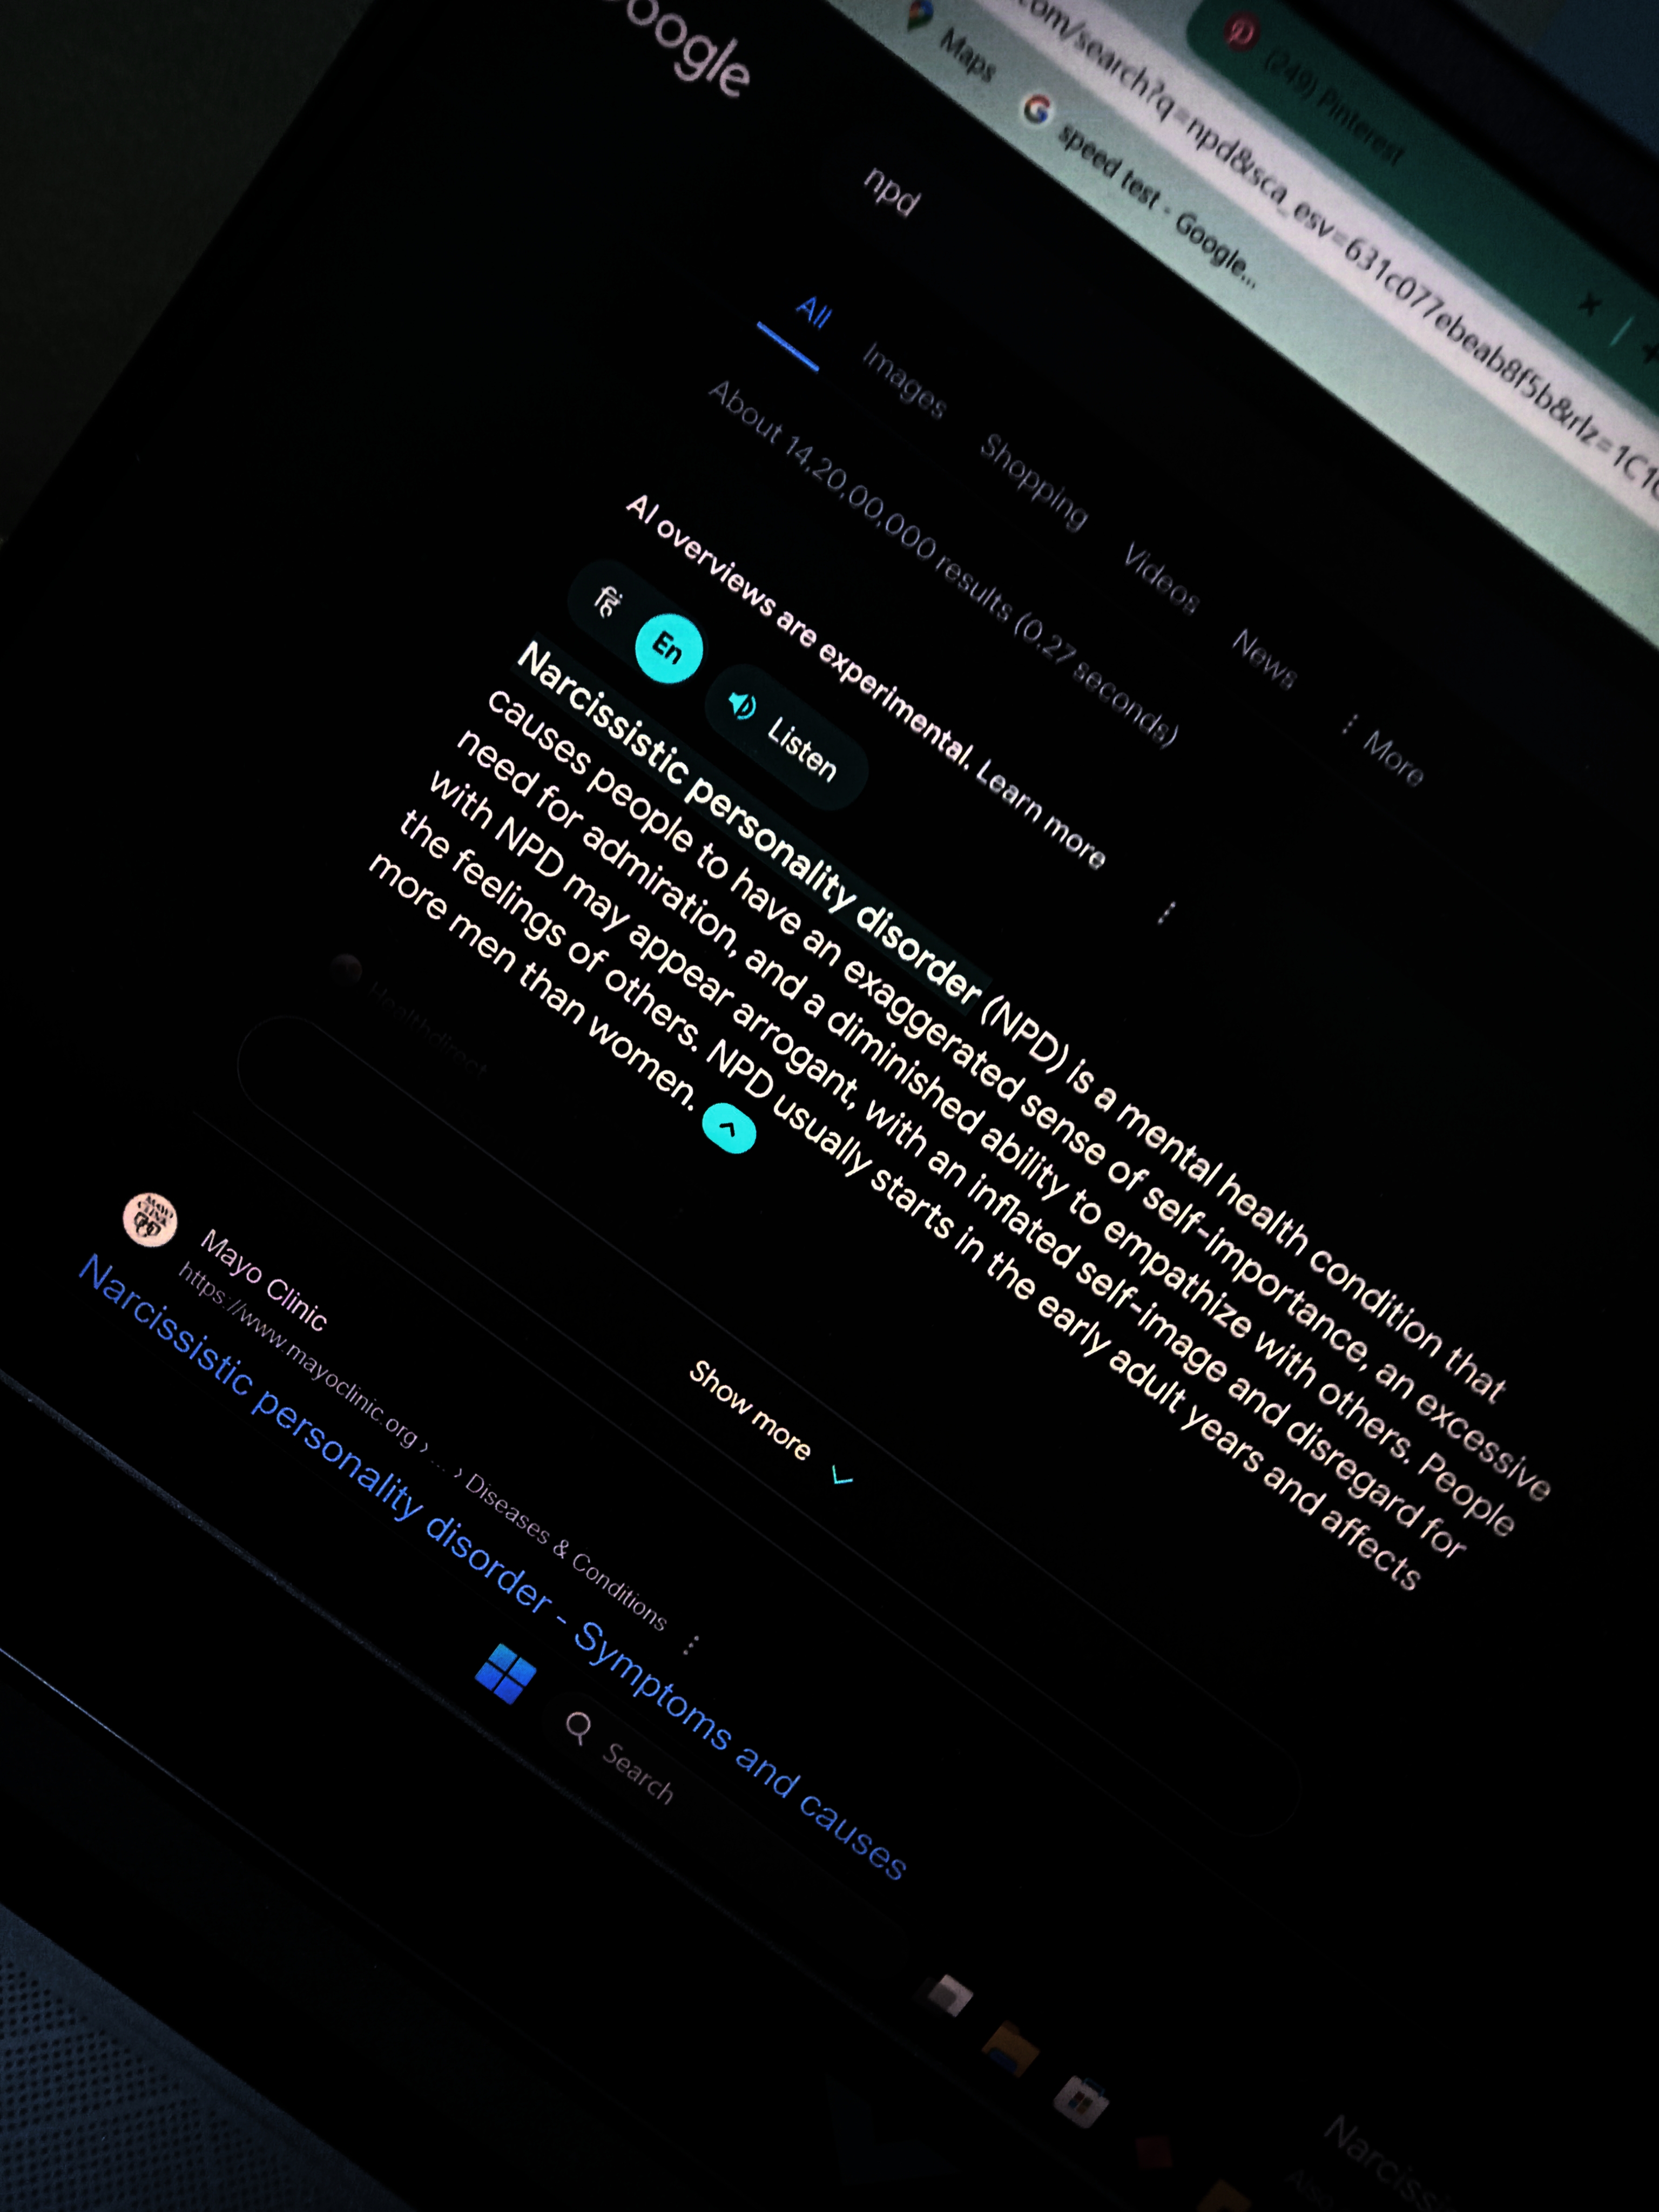 (249) Pinterest
.com/search?q=npd&sca_esv=631c077ebeab8f5b&rlz=1C1
Maps
speed test - Google...
oogle
npd
All Images Shopping Videos News More
About 14,20,00,000 results (0.27 seconds)
AI overviews are experimental. Learn more
हिं En Listen
Narcissistic personality disorder (NPD) is a mental health condition that
causes people to have an exaggerated sense of self-importance, an excessive
need for admiration, and a diminished ability to empathize with others. People
with NPD may appear arrogant, with an inflated self-image and disregard for
the feelings of others. NPD usually starts in the early adult years and affects
more men than women.
Healthdirect
Show more
MAYO CLINIC
Mayo Clinic
https://www.mayoclinic.org › ... › Diseases & Conditions
Narcissistic personality disorder - Symptoms and causes
Search
Narciss
Also